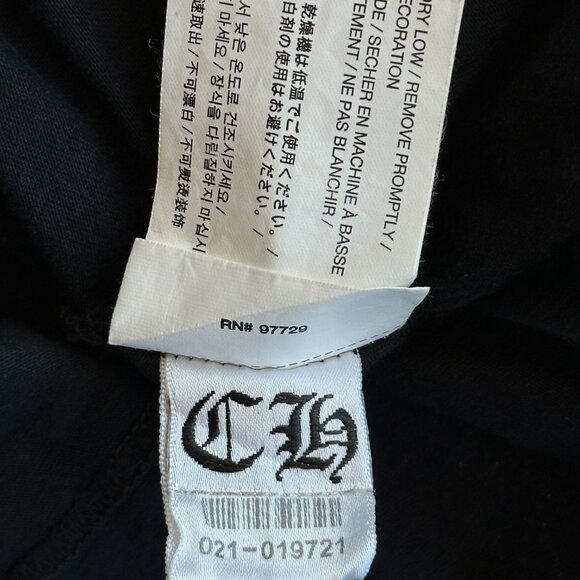 DRY LOW / REMOVE PROMPTLY /
ECORATION
DE / SECHER EN MACHINE À BASSE
TEMENT / NE PAS BLANCHIR /
乾燥機は低温でご使用ください。/
白剤の使用はお避けください。/
서 낮은 온도로 건조시키세요 /
지 마세요 / 장식을 다림질하지 마십시
速取出 / 不可漂白 / 不可熨燙裝飾
RN# 97729
CH
021-019721